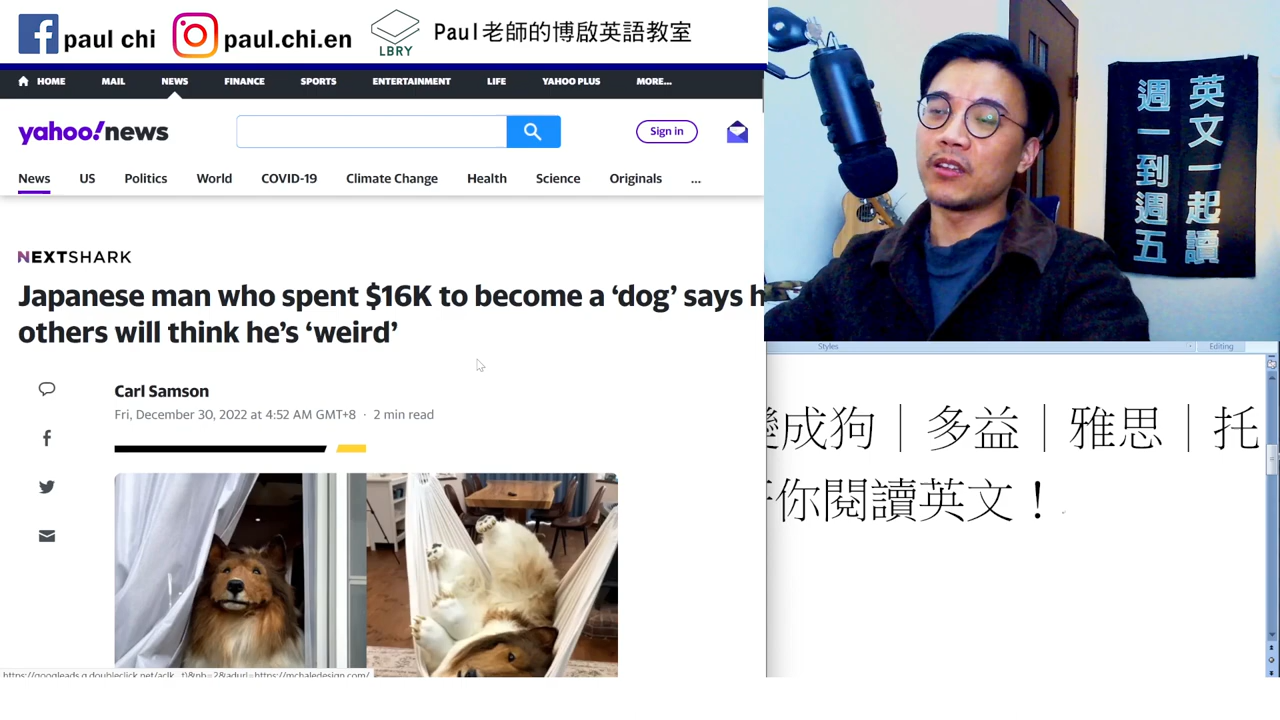 paul chi
paul.chi.en
LBRY
Paul老師的博啟英語教室
HOME MAIL NEWS FINANCE SPORTS ENTERTAINMENT LIFE YAHOO PLUS MORE...
yahoo!news
Sign in
News US Politics World COVID-19 Climate Change Health Science Originals ...
NEXTSHARK
Japanese man who spent $16K to become a ‘dog’ says
others will think he’s ‘weird’
Carl Samson
Fri, December 30, 2022 at 4:52 AM GMT+8 · 2 min read
英文一起讀
週一到週五
Styles
Editing
成狗｜多益｜雅思｜托
你閱讀英文！